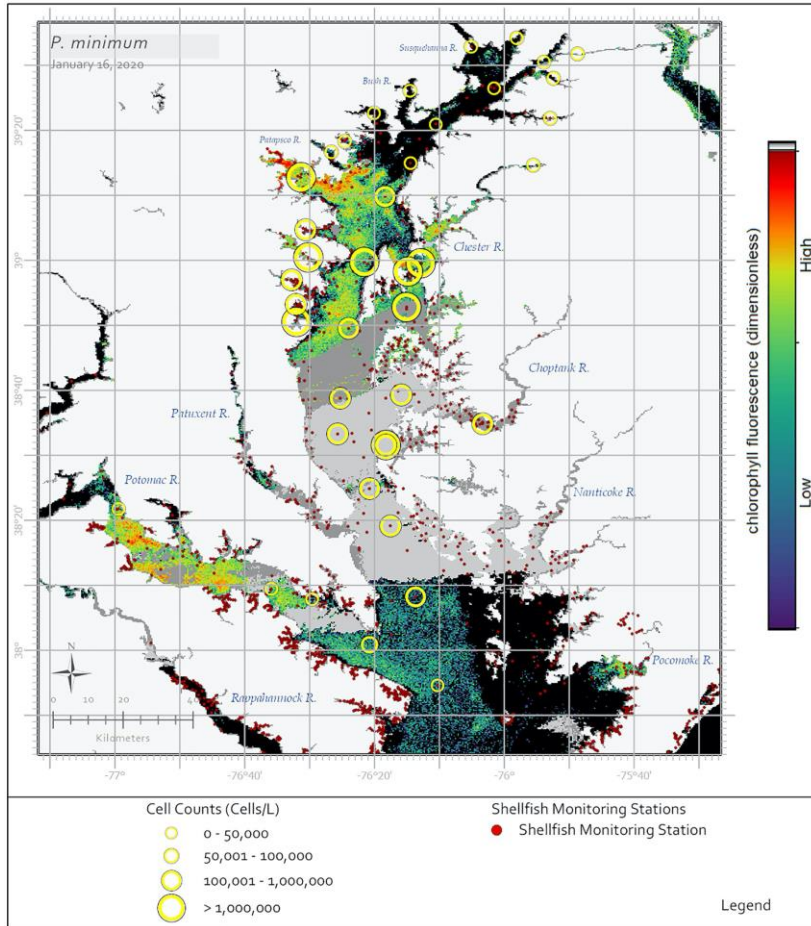 P. minimum
January 16, 2020
Susquehanna R.
Bush R.
Patapsco R.
Chester R.
Choptank R.
Patuxent R.
Potomac R.
Nanticoke R.
Pocomoke R.
Rappahannock R.
39°20'
39°
38°40'
38°20'
38°
N
0 10 20 40
Kilometers
-77° -76°40' -76°20' -76° -75°40'
chlorophyll fluorescence (dimensionless)
High
Low
Cell Counts (Cells/L)
0 - 50,000
50,001 - 100,000
100,001 - 1,000,000
> 1,000,000
Shellfish Monitoring Stations
Shellfish Monitoring Station
Legend